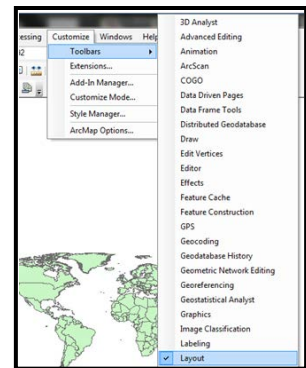 essing Customize Windows Help
Toolbars
Extensions...
Add-In Manager...
Customize Mode...
Style Manager...
ArcMap Options...
3D Analyst
Advanced Editing
Animation
ArcScan
COGO
Data Driven Pages
Data Frame Tools
Distributed Geodatabase
Draw
Edit Vertices
Editor
Effects
Feature Cache
Feature Construction
GPS
Geocoding
Geodatabase History
Geometric Network Editing
Georeferencing
Geostatistical Analyst
Graphics
Image Classification
Labeling
Layout